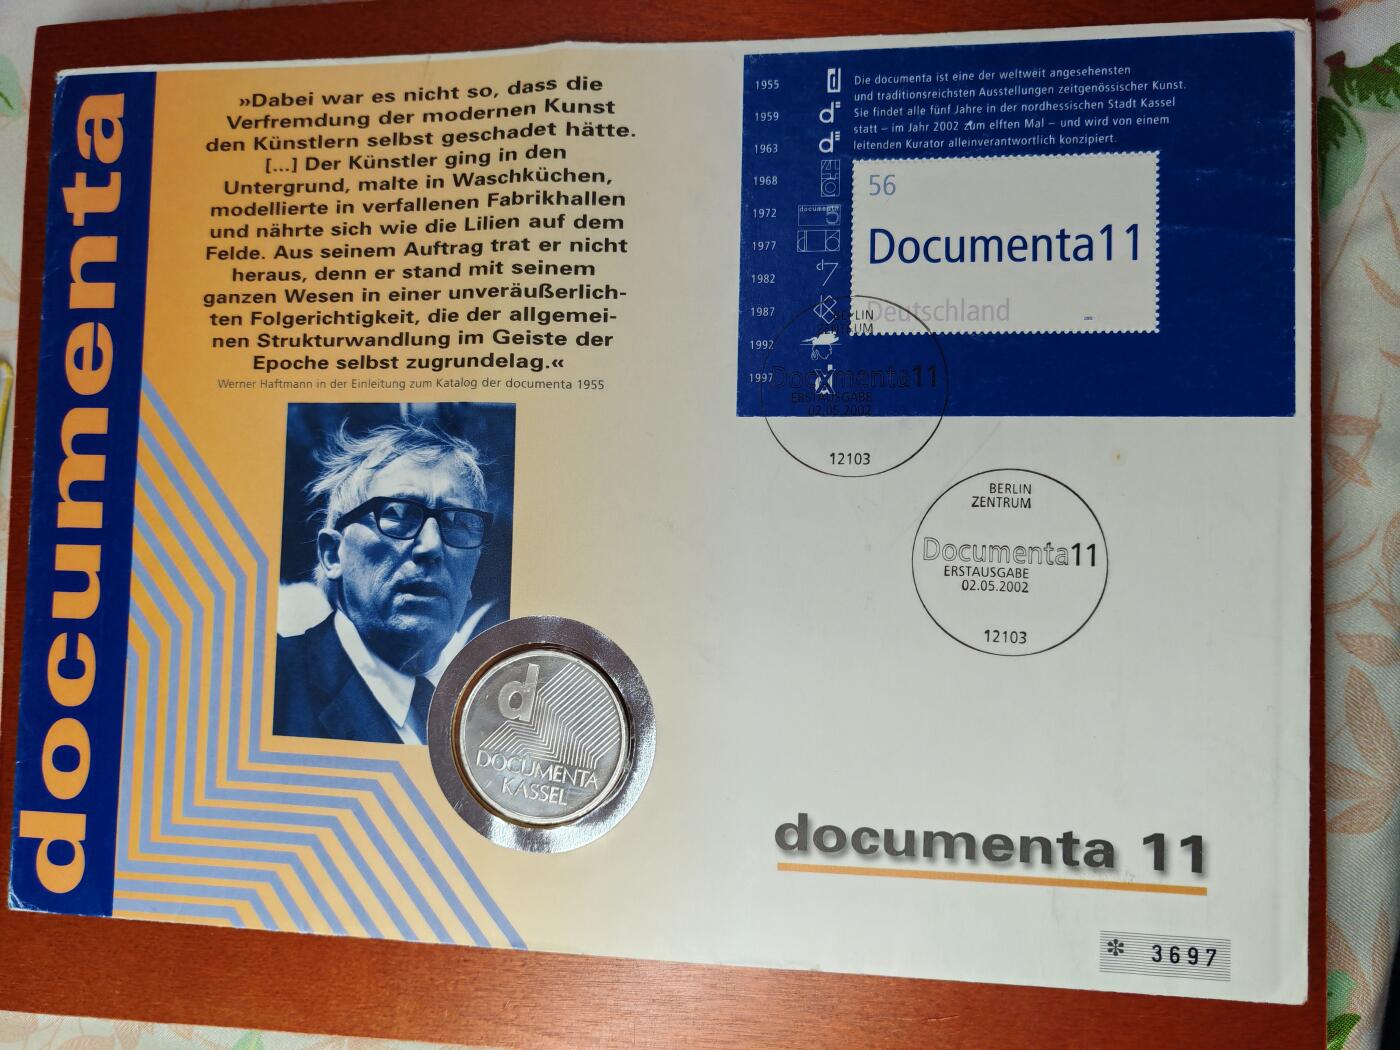 documenta
»Dabei war es nicht so, dass die
Verfremdung der modernen Kunst
den Künstlern selbst geschadet hätte.
[...] Der Künstler ging in den
Untergrund, malte in Waschküchen,
modellierte in verfallenen Fabrikhallen
und nährte sich wie die Lilien auf dem
Felde. Aus seinem Auftrag trat er nicht
heraus, denn er stand mit seinem
ganzen Wesen in einer unveräußerlich-
ten Folgerichtigkeit, die der allgemei-
nen Strukturwandlung im Geiste der
Epoche selbst zugrundelag.«
Werner Haftmann in der Einleitung zum Katalog der documenta 1955
d
DOCUMENTA
KASSEL
1955
1959
1963
1968
1972
1977
1982
1987
1992
1997
d
d
d
documenta
5
d 6
d7
Die documenta ist eine der weltweit angesehensten
und traditionsreichsten Ausstellungen zeitgenössischer Kunst.
Sie findet alle fünf Jahre in der nordhessischen Stadt Kassel
statt – im Jahr 2002 zum elften Mal – und wird von einem
leitenden Kurator alleinverantwortlich konzipiert.
56
Documenta11
Deutschland
BERLIN
ZENTRUM
Documenta11
ERSTAUSGABE
02.05.2002
12103
BERLIN
ZENTRUM
Documenta11
ERSTAUSGABE
02.05.2002
12103
documenta 11
* 3697